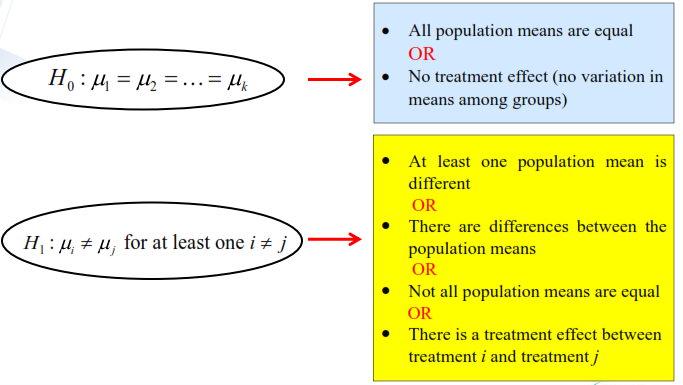 H₀ : μ₁ = μ₂ = … = μₖ
• All population means are equal
OR
• No treatment effect (no variation in
means among groups)
H₁ : μᵢ ≠ μⱼ for at least one i ≠ j
• At least one population mean is
different
OR
• There are differences between the
population means
OR
• Not all population means are equal
OR
• There is a treatment effect between
treatment i and treatment j